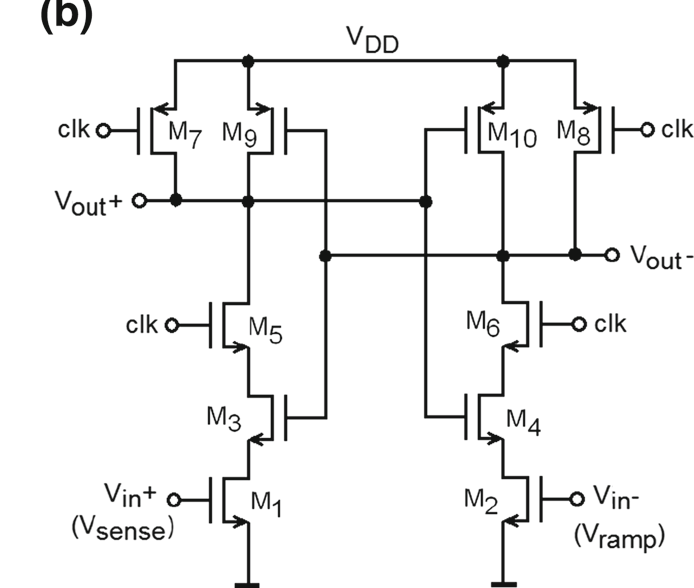 (b)
VDD
clk M7 M9 M10 M8 clk
Vout+
Vout-
clk M5 M6 clk
M3 M4
Vin+ M1 M2 Vin-
(Vsense) (Vramp)